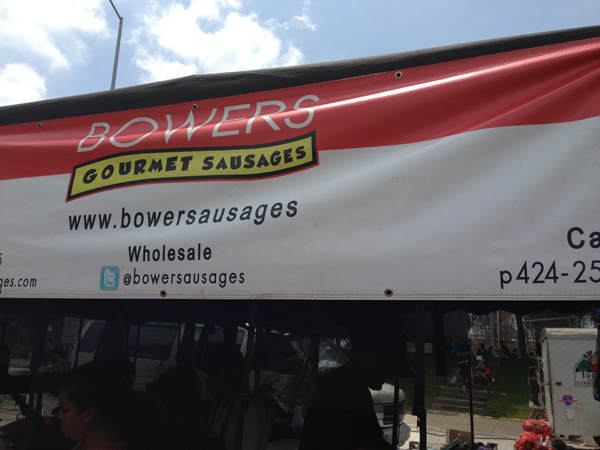 BOWERS
GOURMET SAUSAGES
www.bowersausages
Wholesale
@bowersausages
ges.com
Ca
p424-25